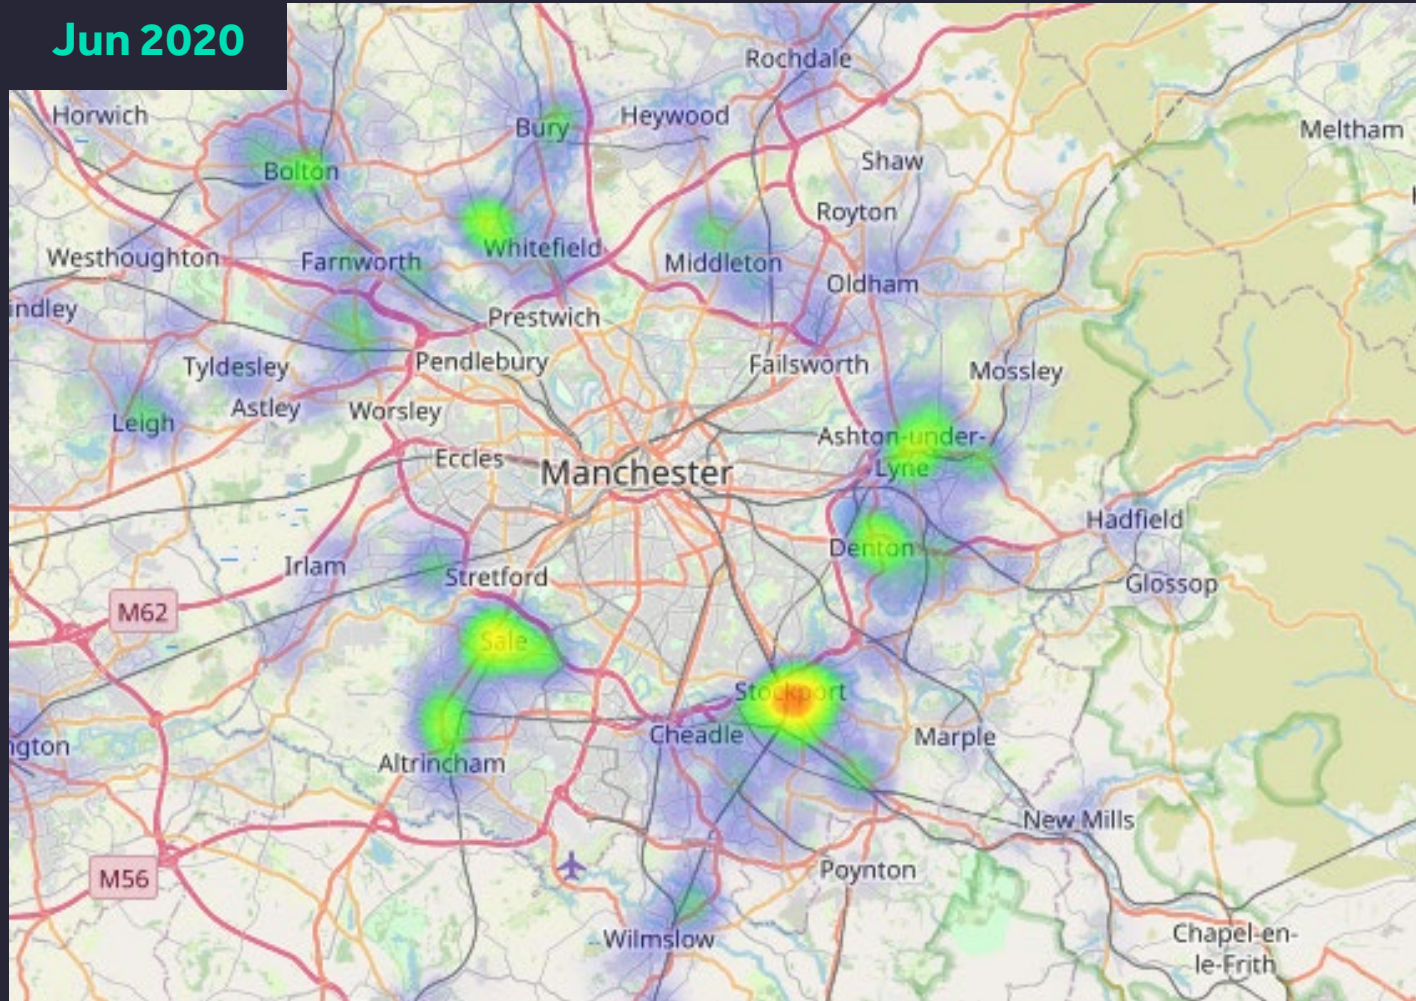 Jun 2020
Rochdale
Horwich
Bury
Heywood
Meltham
Bolton
Shaw
Royton
Westhoughton
Farnworth
Whitefield
Middleton
Oldham
indley
Prestwich
Tyldesley
Pendlebury
Failsworth
Mossley
Leigh
Astley
Worsley
Ashton-under-
Lyne
Eccles
Manchester
Hadfield
Denton
Irlam
Stretford
Glossop
M62
Sale
Stockport
ngton
Cheadle
Marple
Altrincham
New Mills
M56
Poynton
Wilmslow
Chapel-en-
le-Frith